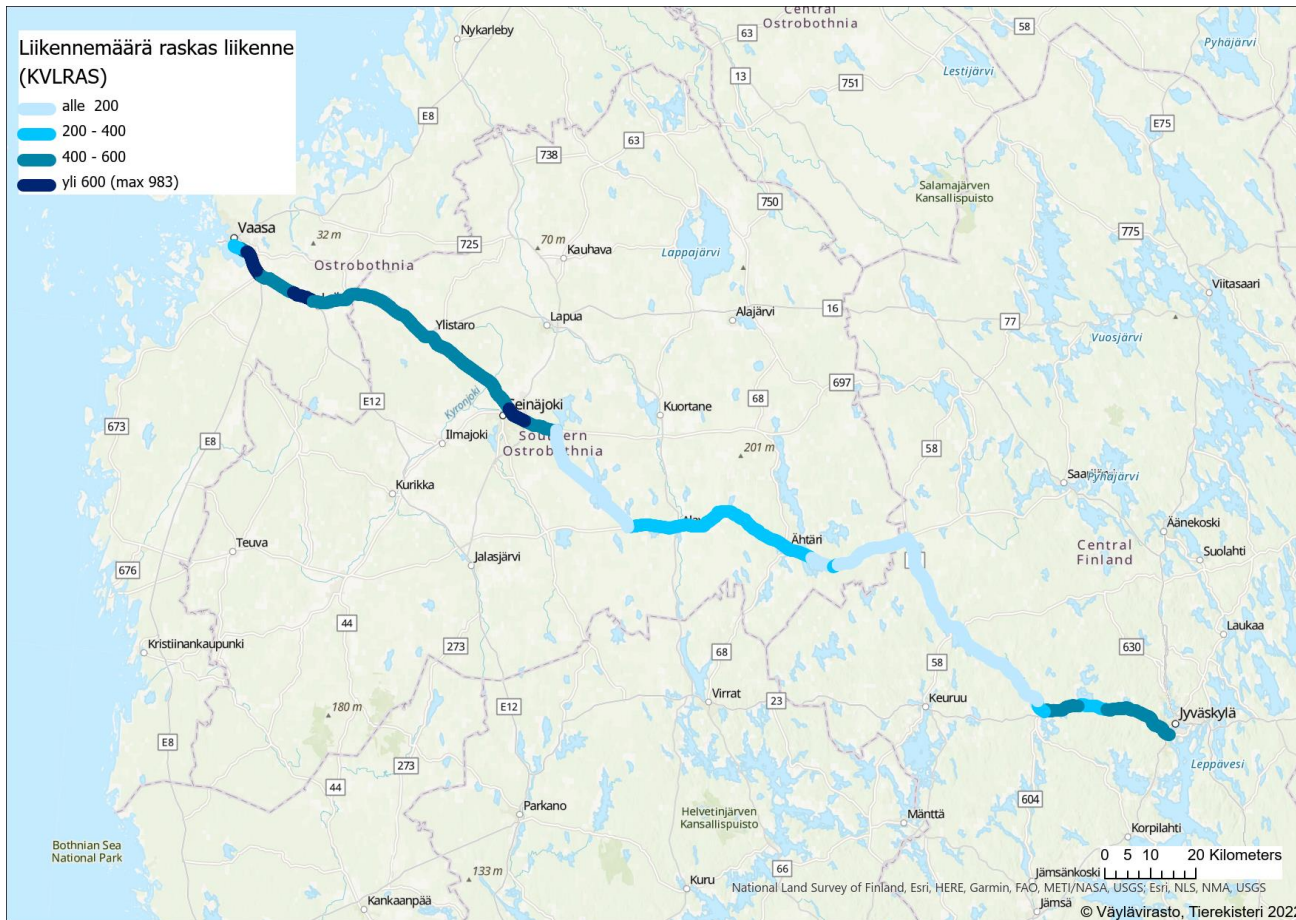 Liikennemäärä raskas liikenne
(KVLRAS)
alle 200
200 - 400
400 - 600
yli 600 (max 983)
Central
Ostrobothnia
Nykarleby
63
58
Pyhäjärvi
Lestijärvi
13
751
E8
E75
63
738
Salamajärven
Kansallispuisto
750
Vaasa
32 m
725
70 m
Kauhava
Lappajärvi
775
Ostrobothnia
Viitasaari
16
Ylistaro
Lapua
Alajärvi
77
Vuosjärvi
697
Kyronjoki
E12
68
Seinäjoki
Kuortane
673
E8
Ilmajoki
Southern
Ostrobothnia
201 m
58
Pyhäjärvi
Kurikka
Äänekoski
Ähtäri
Central
Finland
Suolahti
Teuva
Jalasjärvi
676
44
Laukaa
Kristiinankaupunki
273
68
630
58
Virrat
23
Keuruu
180 m
E12
Jyväskylä
E8
273
Leppävesi
44
604
Parkano
Helvetinjärven
Kansallispuisto
Mänttä
Korpilahti
Bothnian Sea
National Park
0 5 10 20 Kilometers
66
133 m
Jämsänkoski
Kuru
National Land Survey of Finland, Esri, HERE, Garmin, FAO, METI/NASA, USGS; Esri, NLS, NMA, USGS
Kankaanpää
Jämsä
© Väylävirasto, Tierekisteri 2022